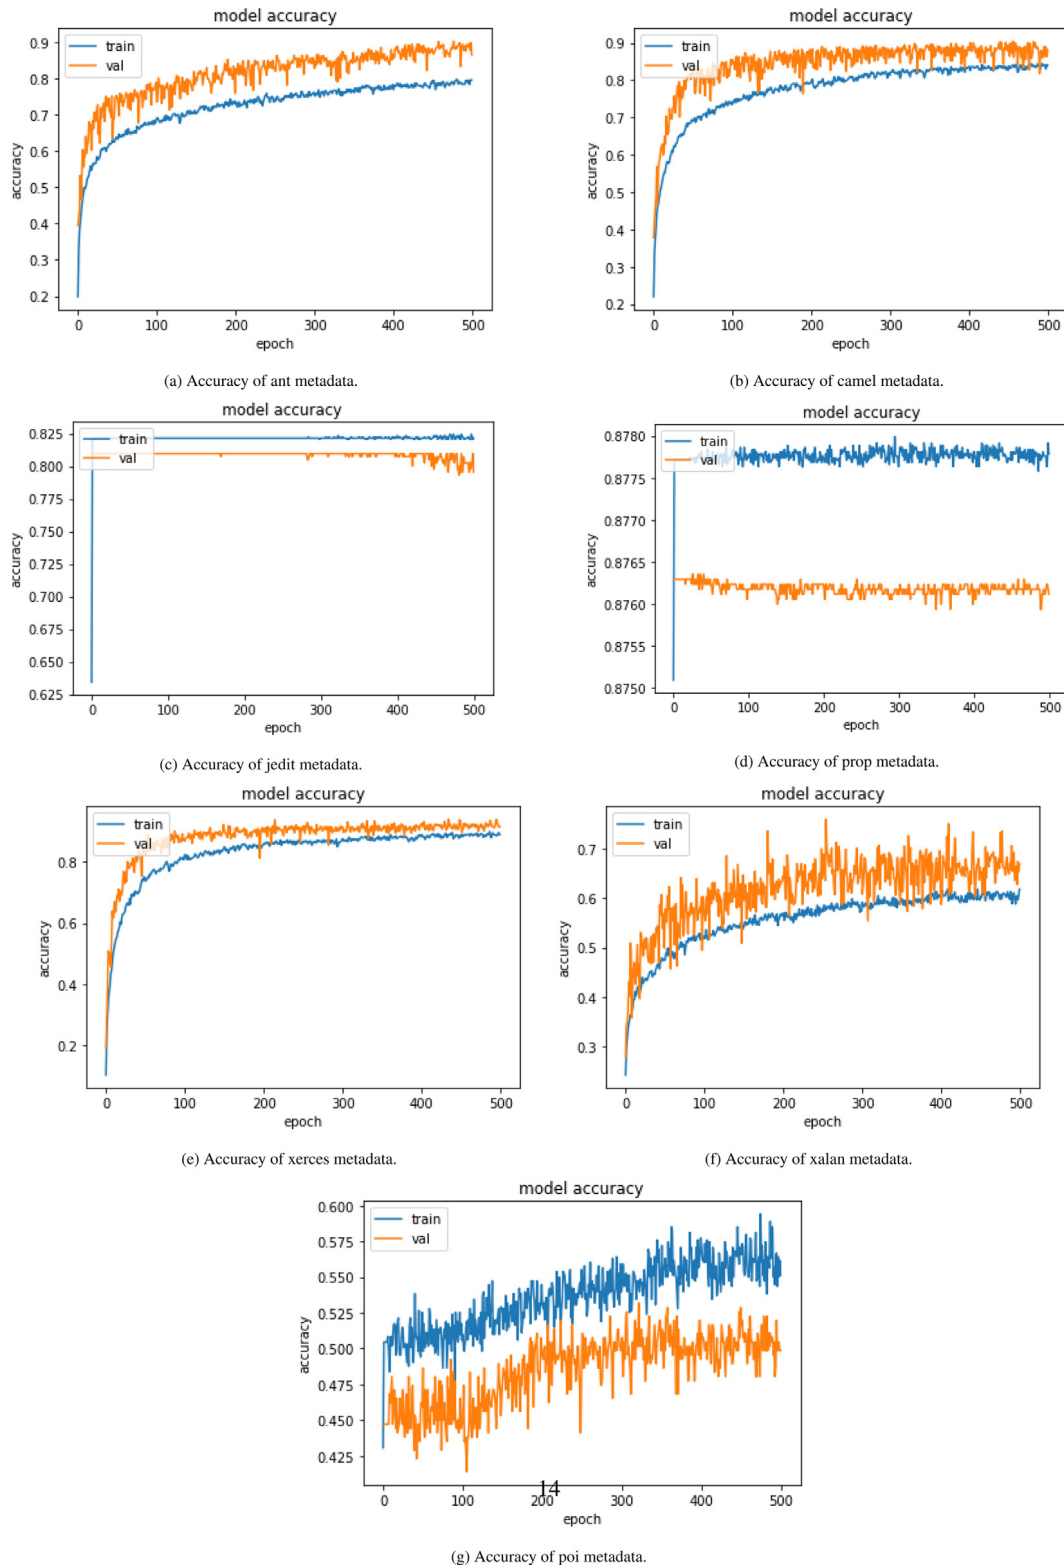 model accuracy
train
val
0.9
0.8
0.7
0.6
0.5
0.4
0.3
0.2
accuracy
0 100 200 300 400 500
epoch
(a) Accuracy of ant metadata.
model accuracy
train
val
0.9
0.8
0.7
0.6
0.5
0.4
0.3
0.2
accuracy
0 100 200 300 400 500
epoch
(b) Accuracy of camel metadata.
model accuracy
train
val
0.825
0.800
0.775
0.750
0.725
0.700
0.675
0.650
0.625
accuracy
0 100 200 300 400 500
epoch
(c) Accuracy of jedit metadata.
model accuracy
train
val
0.8780
0.8775
0.8770
0.8765
0.8760
0.8755
0.8750
accuracy
0 100 200 300 400 500
epoch
(d) Accuracy of prop metadata.
model accuracy
train
val
0.8
0.6
0.4
0.2
accuracy
0 100 200 300 400 500
epoch
(e) Accuracy of xerces metadata.
model accuracy
train
val
0.7
0.6
0.5
0.4
0.3
accuracy
0 100 200 300 400 500
epoch
(f) Accuracy of xalan metadata.
model accuracy
train
val
0.600
0.575
0.550
0.525
0.500
0.475
0.450
0.425
accuracy
14
0 100 200 300 400 500
epoch
(g) Accuracy of poi metadata.